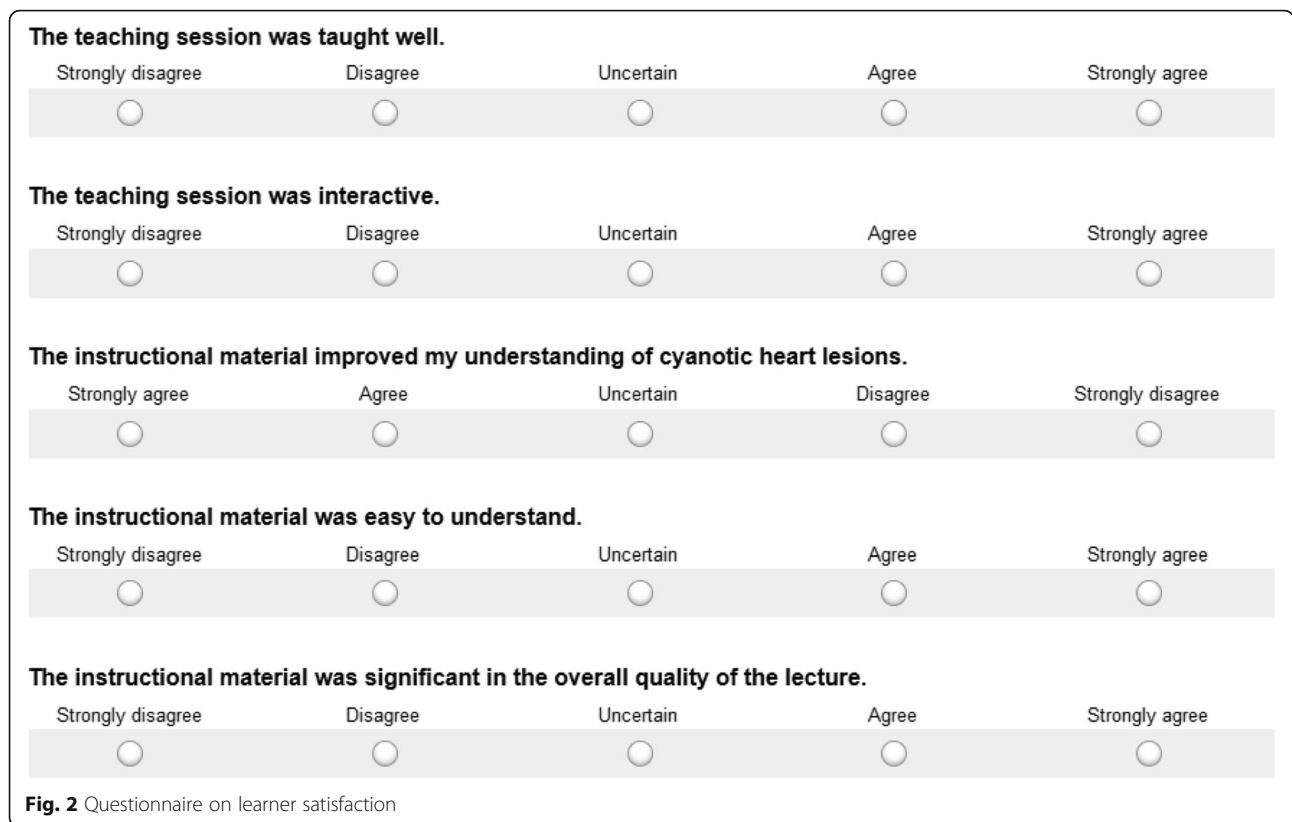 The teaching session was taught well.
Strongly disagree Disagree Uncertain Agree Strongly agree
The teaching session was interactive.
Strongly disagree Disagree Uncertain Agree Strongly agree
The instructional material improved my understanding of cyanotic heart lesions.
Strongly agree Agree Uncertain Disagree Strongly disagree
The instructional material was easy to understand.
Strongly disagree Disagree Uncertain Agree Strongly agree
The instructional material was significant in the overall quality of the lecture.
Strongly disagree Disagree Uncertain Agree Strongly agree
Fig. 2 Questionnaire on learner satisfaction